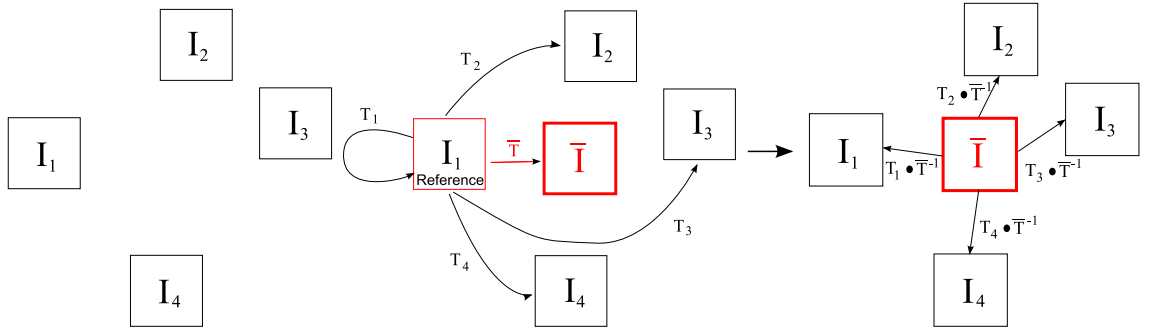 I₂
I₃
I₁
I₄
T₁
T₂
I₂
I₁
Reference
T̅
I̅
I₃
T₃
T₄
I₄
I₂
T₂ • T̅⁻¹
I₁
I̅
I₃
T₁ • T̅⁻¹
T₃ • T̅⁻¹
T₄ • T̅⁻¹
I₄